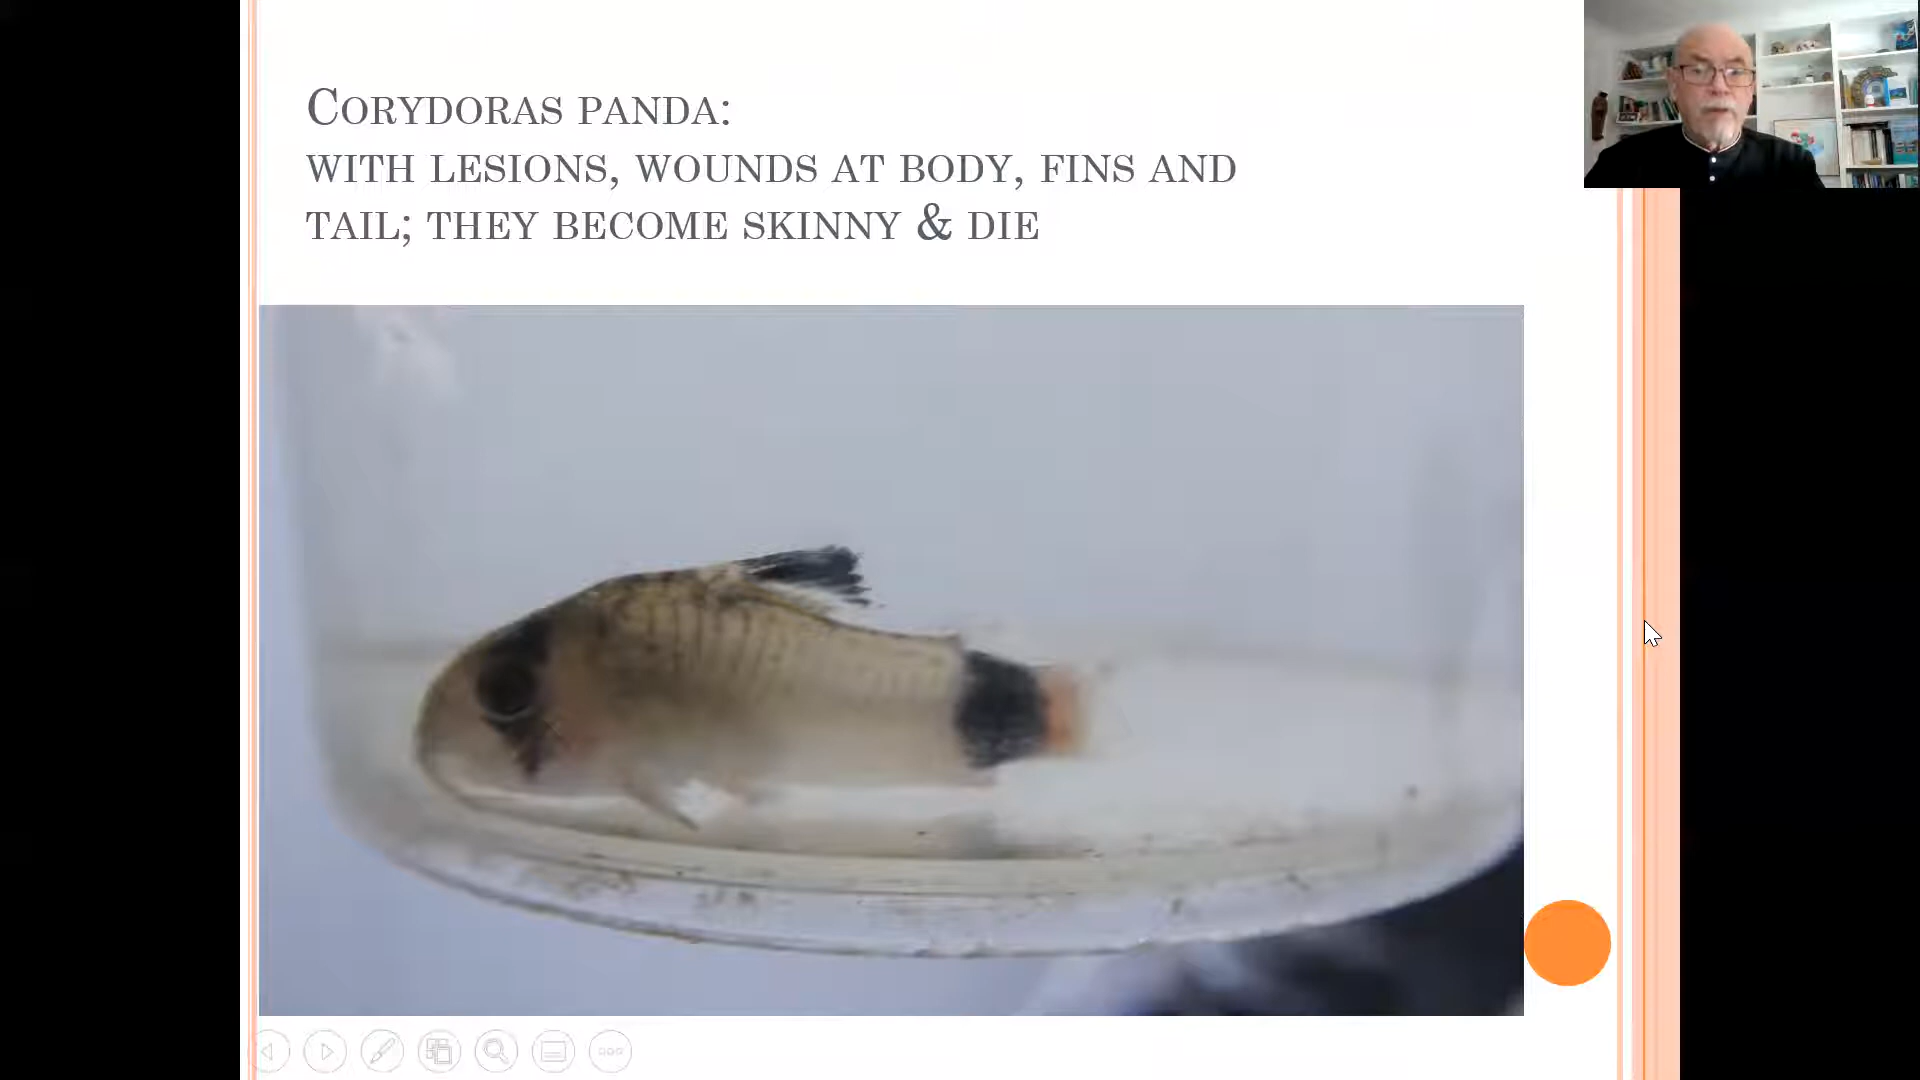 CORYDORAS PANDA:
WITH LESIONS, WOUNDS AT BODY, FINS AND
TAIL; THEY BECOME SKINNY & DIE